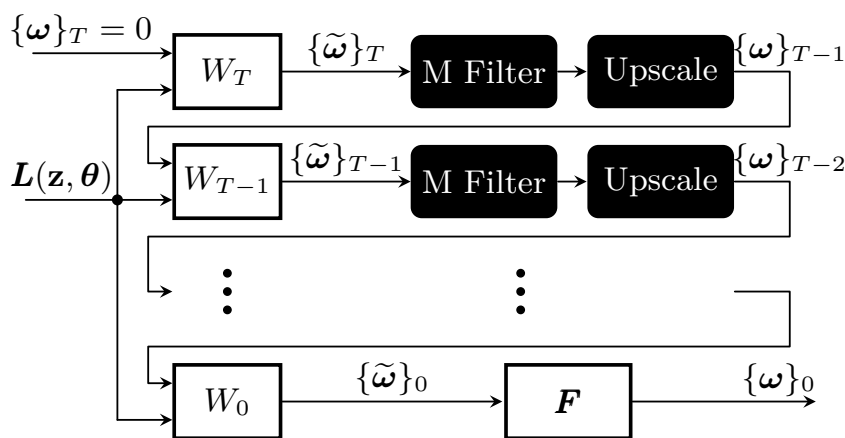 {ω}_T = 0
W_T
{ω̃}_T
M Filter
Upscale
{ω}_{T−1}
L(z, θ)
W_{T−1}
{ω̃}_{T−1}
M Filter
Upscale
{ω}_{T−2}
W_0
{ω̃}_0
F
{ω}_0